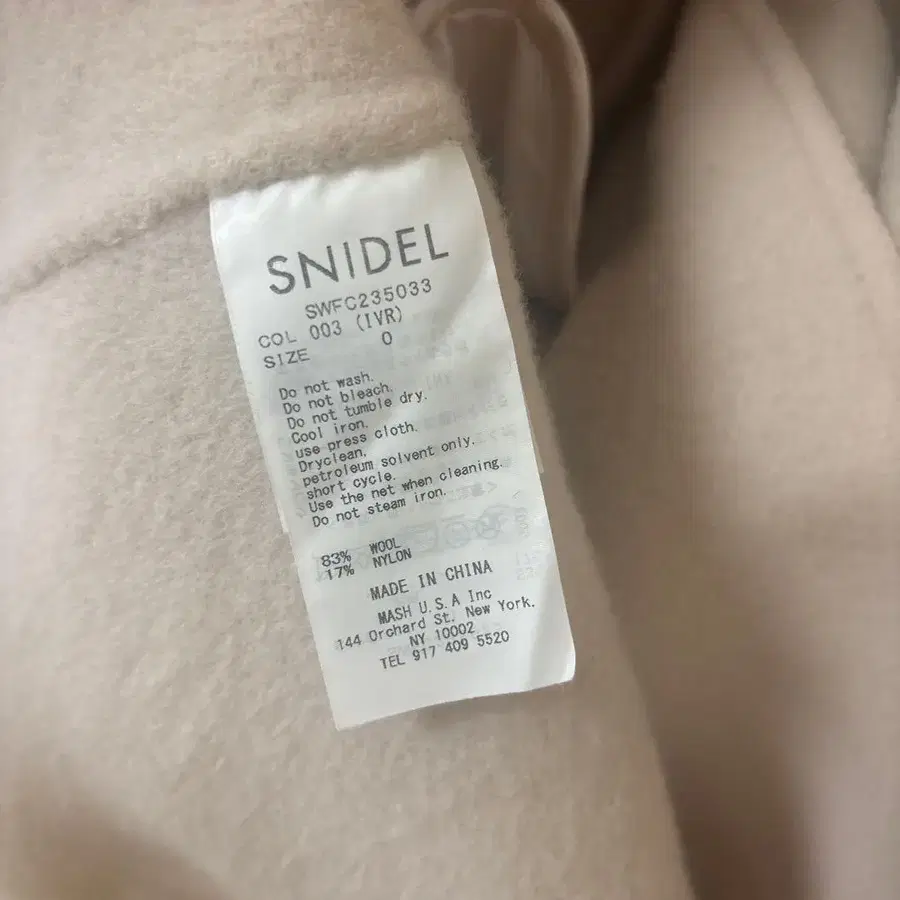 SNIDEL
SWFC235033
COL 003 (IVR)
SIZE 0
Do not wash.
Do not bleach.
Do not tumble dry.
Cool iron.
use press cloth.
Dryclean.
petroleum solvent only.
short cycle.
Use the net when cleaning.
Do not steam iron.
83% WOOL
17% NYLON
MADE IN CHINA
MASH U.S.A Inc
144 Orchard St. New York.
NY 10002
TEL 917 409 5520